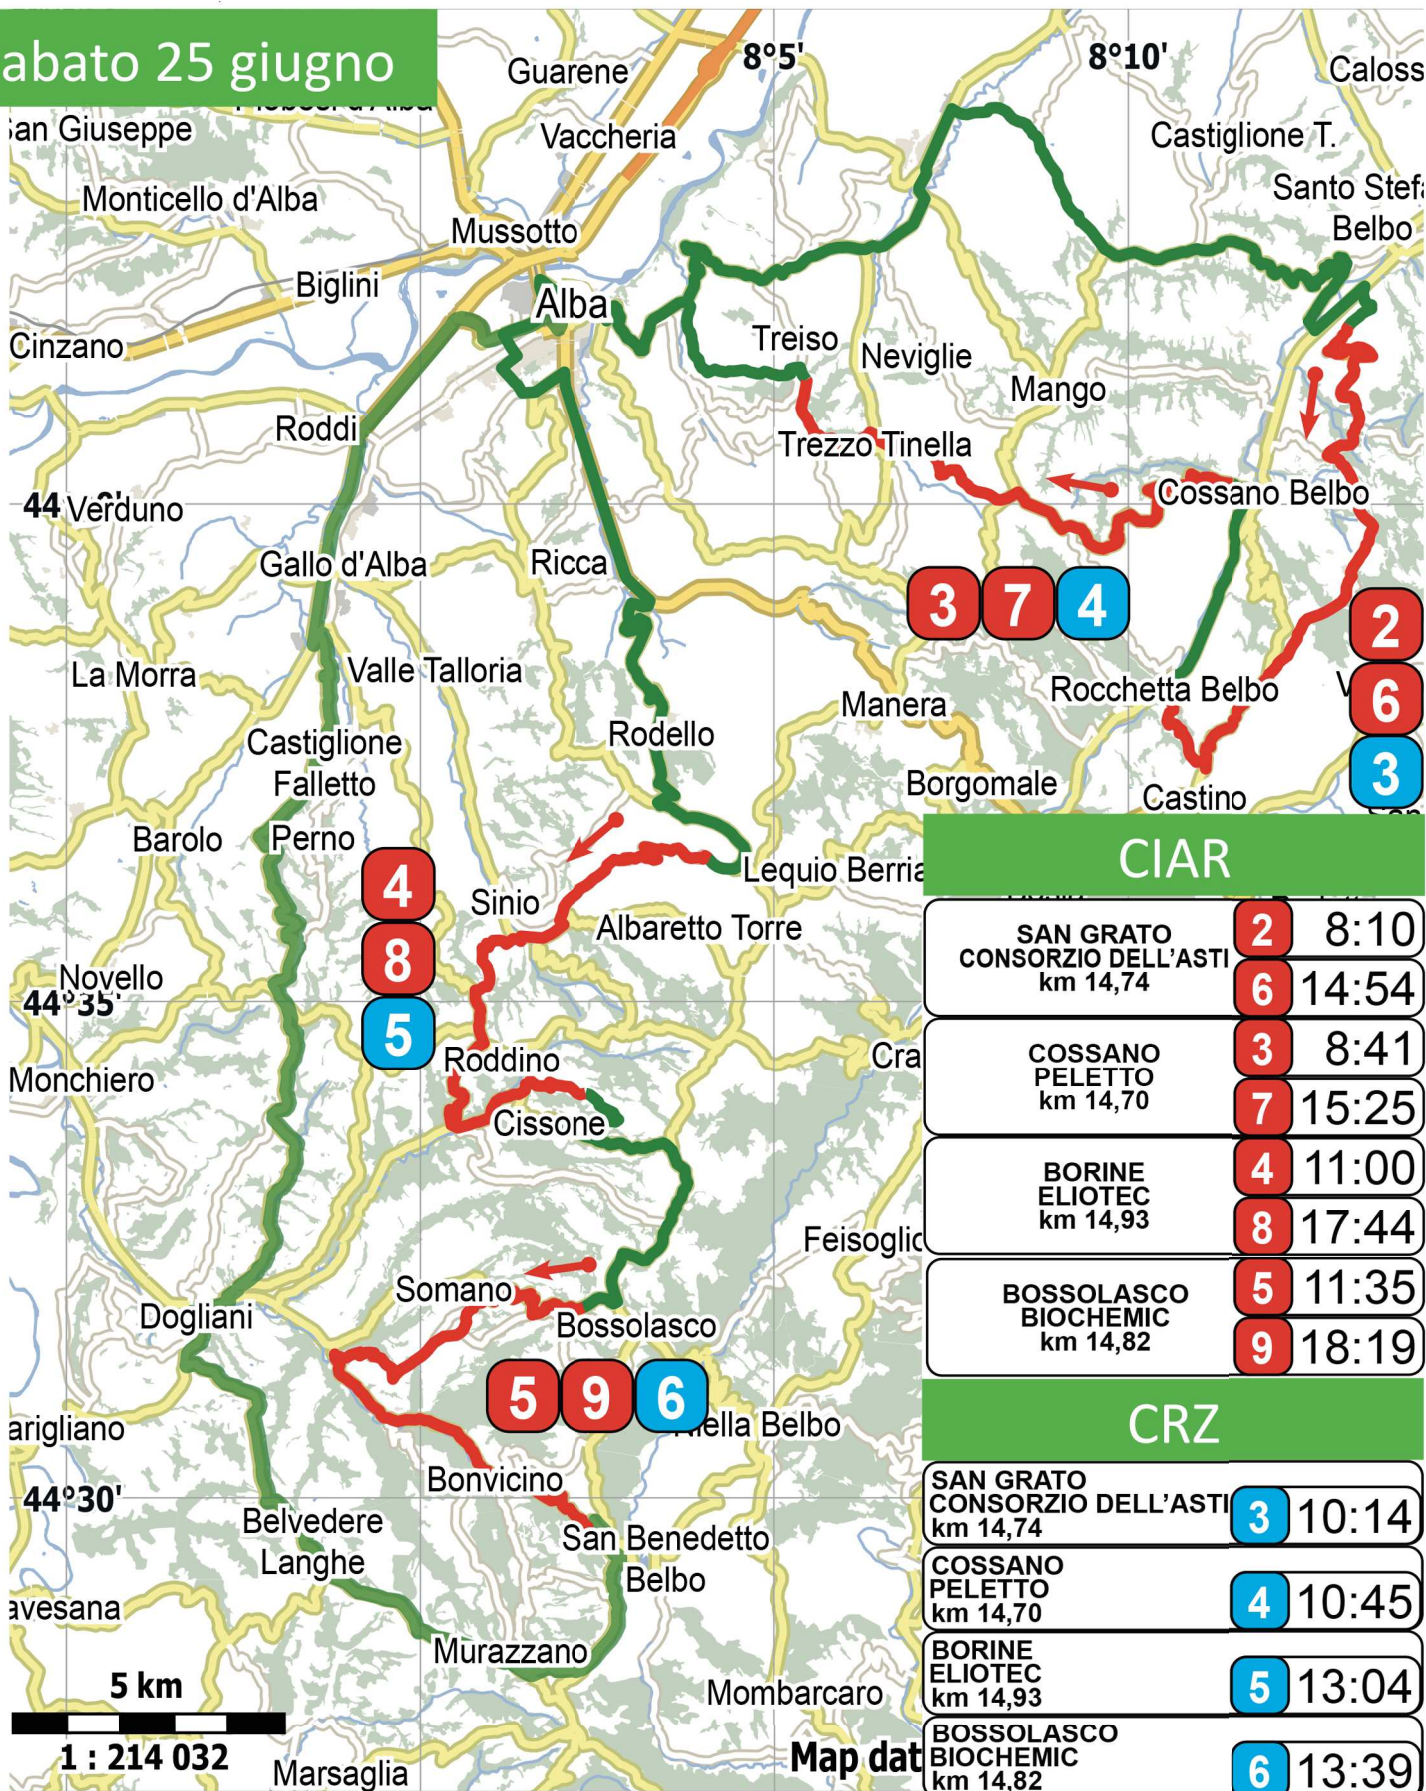 abato 25 giugno
8°5'
8°10'
Guarene
Caloss
San Giuseppe
Vaccheria
Castiglione T.
Monticello d'Alba
Santo Stef
Belbo
Mussotto
Biglini
Alba
Cinzano
Treiso
Neviglie
Mango
Roddi
Trezzo Tinella
Cossano Belbo
44
Verduno
Gallo d'Alba
Ricca
3 7 4
2
6
3
La Morra
Valle Talloria
Rocchetta Belbo
Manera
Rodello
Castiglione
Falletto
Borgomale
Castino
Barolo
Perno
Lequio Berria
4
8
5
Sinio
Albaretto Torre
Novello
44°35'
Cra
Roddino
Monchiero
Cissone
Feisoglio
Somano
Dogliani
Bossolasco
5 9 6
Niella Belbo
arigliano
Bonvicino
44°30'
Belvedere
Langhe
San Benedetto
Belbo
avesana
Murazzano
5 km
Mombarcaro
1 : 214 032
Marsaglia
Map dat
CIAR
SAN GRATO
CONSORZIO DELL'ASTI
km 14,74
2 8:10
6 14:54
COSSANO
PELETTO
km 14,70
3 8:41
7 15:25
BORINE
ELIOTEC
km 14,93
4 11:00
8 17:44
BOSSOLASCO
BIOCHEMIC
km 14,82
5 11:35
9 18:19
CRZ
SAN GRATO
CONSORZIO DELL'ASTI
km 14,74
3 10:14
COSSANO
PELETTO
km 14,70
4 10:45
BORINE
ELIOTEC
km 14,93
5 13:04
BOSSOLASCO
BIOCHEMIC
km 14,82
6 13:39